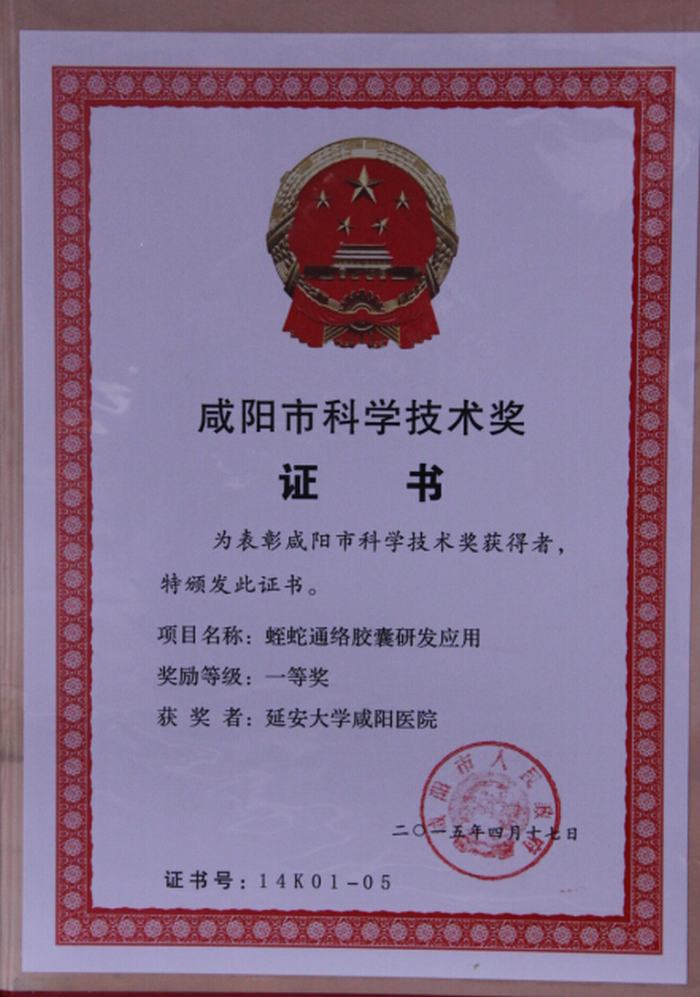 咸阳市科学技术奖
证 书
为表彰咸阳市科学技术奖获得者，
特颁发此证书。
项目名称：蛭蛇通络胶囊研发应用
奖励等级：一等奖
获 奖 者：延安大学咸阳医院
咸阳市人民政府
二〇一五年四月十七日
证书号：14K01-05